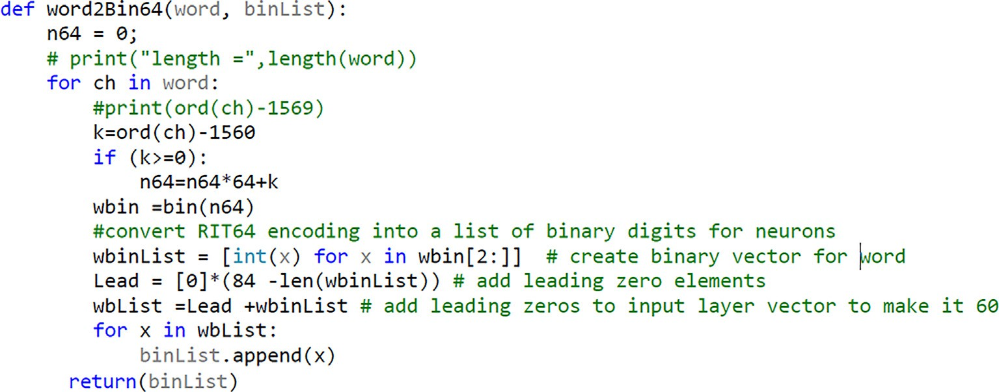 def word2Bin64(word, binList):
    n64 = 0;
    # print("length =",length(word))
    for ch in word:
        #print(ord(ch)-1569)
        k=ord(ch)-1560
        if (k>=0):
            n64=n64*64+k
        wbin =bin(n64)
        #convert RIT64 encoding into a list of binary digits for neurons
        wbinList = [int(x) for x in wbin[2:]]  # create binary vector for word
        Lead = [0]*(84 -len(wbinList)) # add leading zero elements
        wbList =Lead +wbinList # add leading zeros to input layer vector to make it 60
        for x in wbList:
            binList.append(x)
      return(binList)